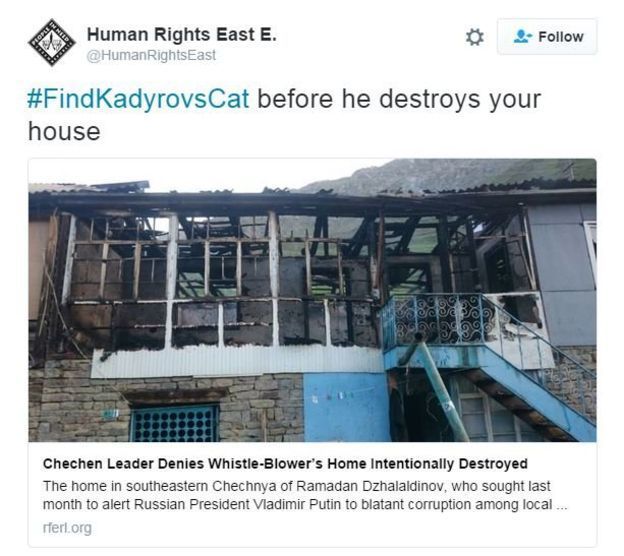 Human Rights East E.
@HumanRightsEast
Follow
#FindKadyrovsCat before he destroys your
house
Chechen Leader Denies Whistle-Blower's Home Intentionally Destroyed
The home in southeastern Chechnya of Ramadan Dzhalaldinov, who sought last
month to alert Russian President Vladimir Putin to blatant corruption among local ...
rferl.org